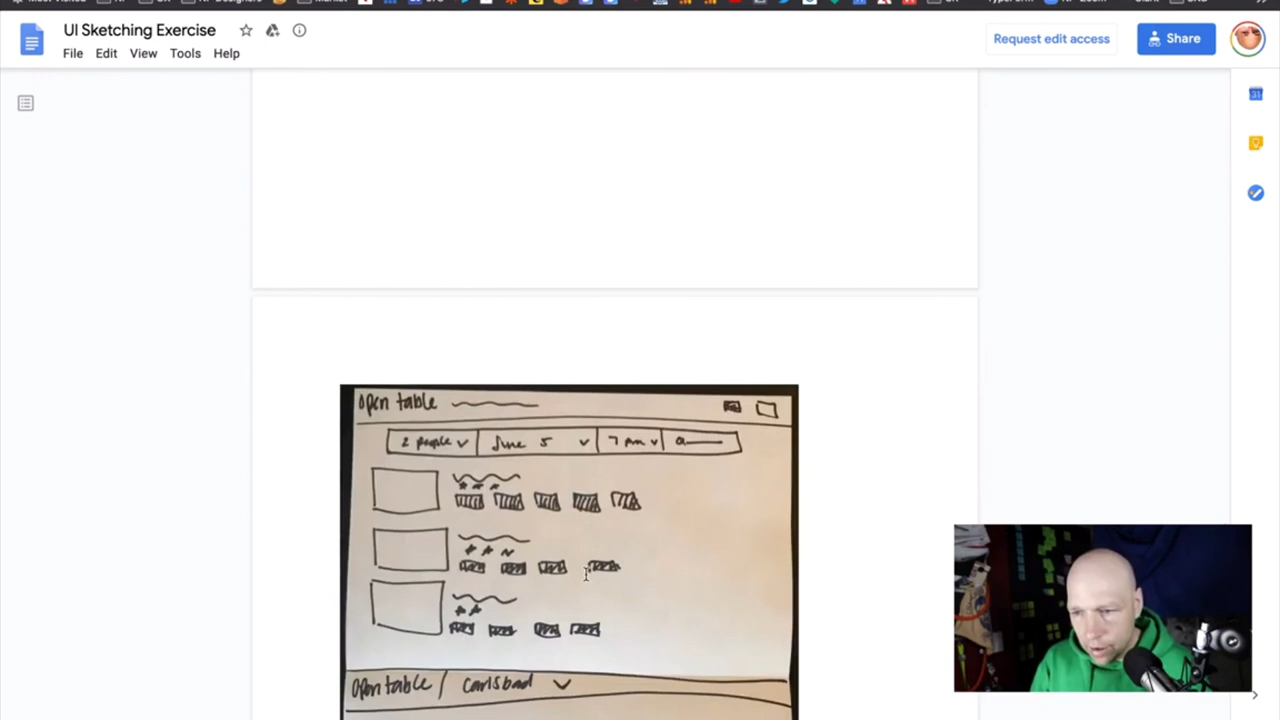 UI Sketching Exercise
File Edit View Tools Help
Request edit access
Share
Open table
2 people
June 5
7 pm
Open table / Carlsbad